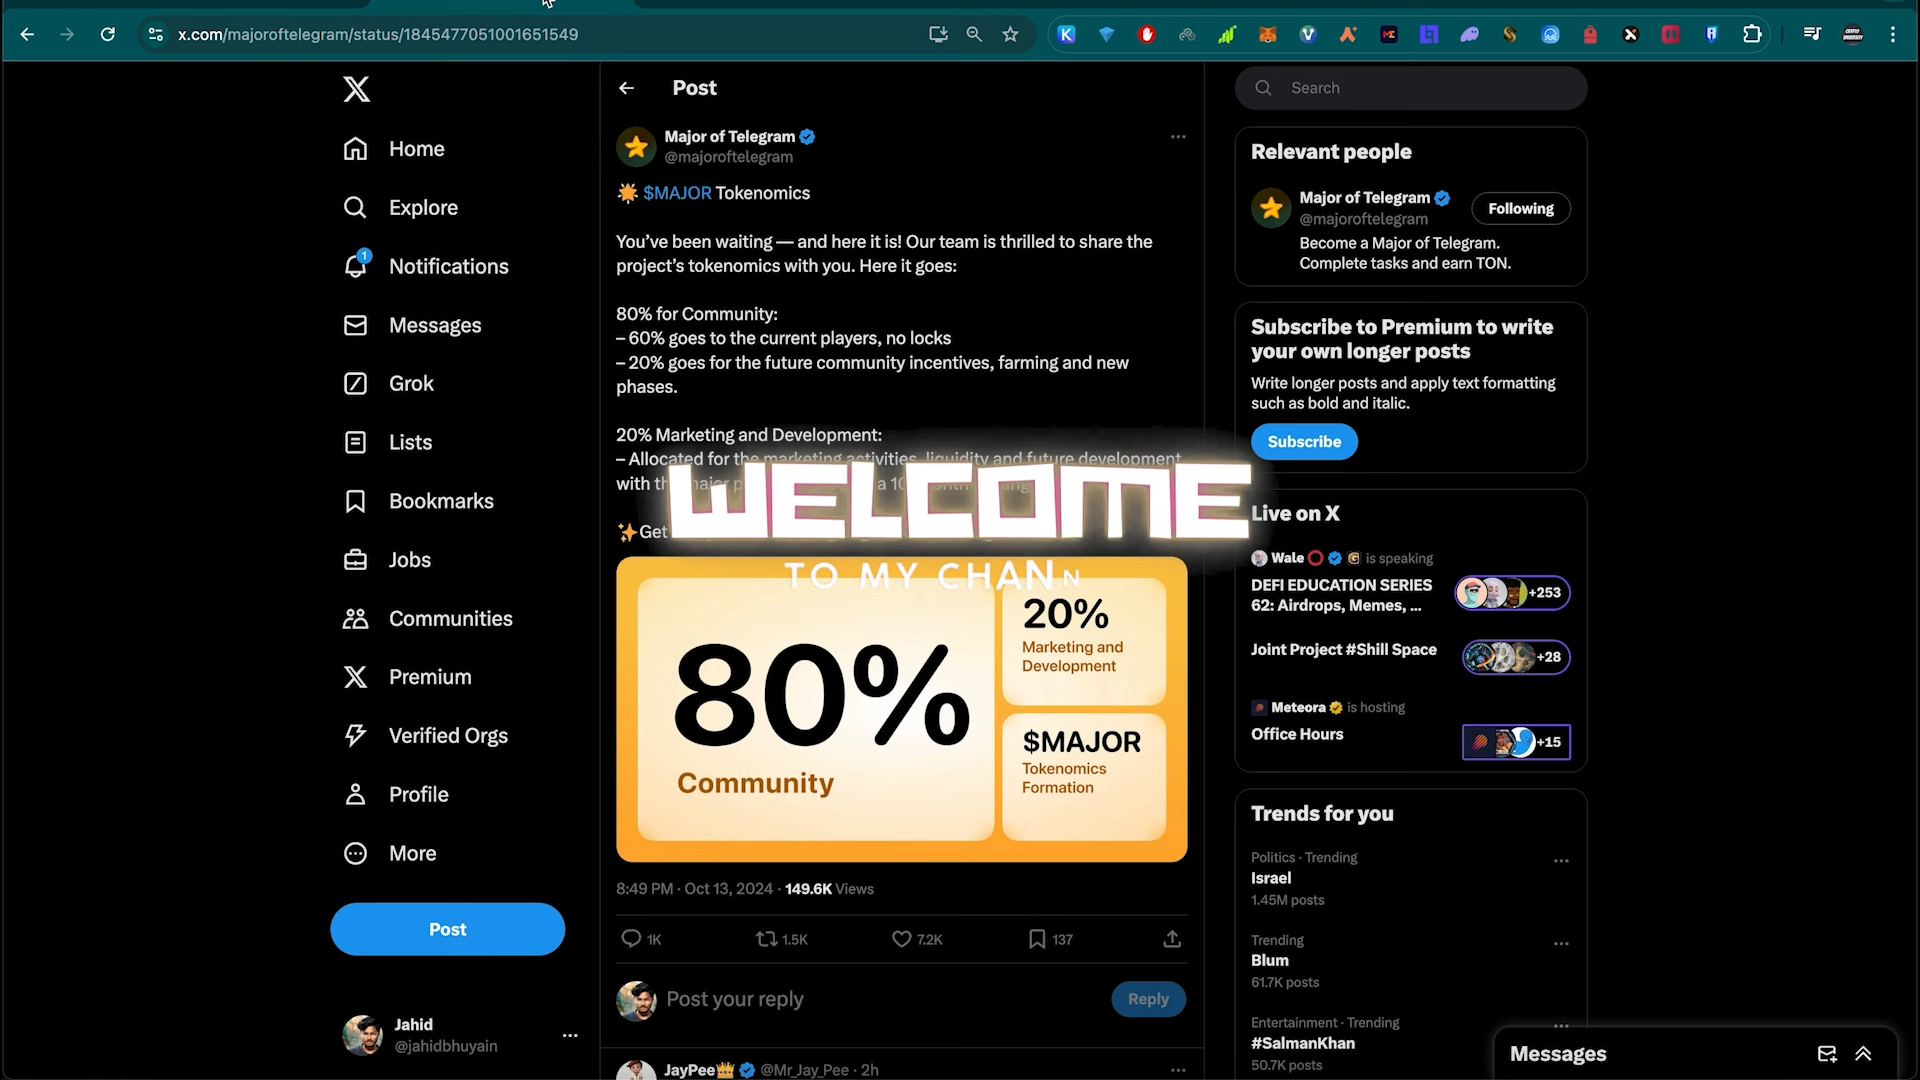 x.com/majoroftelegram/status/1845477051001651549
Home
Explore
1
Notifications
Messages
Grok
Lists
Bookmarks
Jobs
Communities
Premium
Verified Orgs
Profile
More
Post
Jahid
@jahidbhuyain
Post
Major of Telegram
@majoroftelegram
$MAJOR Tokenomics
You've been waiting — and here it is! Our team is thrilled to share the
project's tokenomics with you. Here it goes:
80% for Community:
– 60% goes to the current players, no locks
– 20% goes for the future community incentives, farming and new
phases.
20% Marketing and Development:
– Allocated for the marketing activities, liquidity and future development
with
Get
WELCOME
TO MY CHANN
80%
Community
20%
Marketing and
Development
$MAJOR
Tokenomics
Formation
8:49 PM · Oct 13, 2024 · 149.6K Views
1K 1.5K 7.2K 137
Post your reply
Reply
JayPee @Mr_Jay_Pee · 2h
Search
Relevant people
Major of Telegram
@majoroftelegram
Following
Become a Major of Telegram.
Complete tasks and earn TON.
Subscribe to Premium to write
your own longer posts
Write longer posts and apply text formatting
such as bold and italic.
Subscribe
Live on X
Wale is speaking
DEFI EDUCATION SERIES
62: Airdrops, Memes, ...
+253
Joint Project #Shill Space
+28
Meteora is hosting
Office Hours
+15
Trends for you
Politics · Trending
Israel
1.45M posts
Trending
Blum
61.7K posts
Entertainment · Trending
#SalmanKhan
50.7K posts
Messages